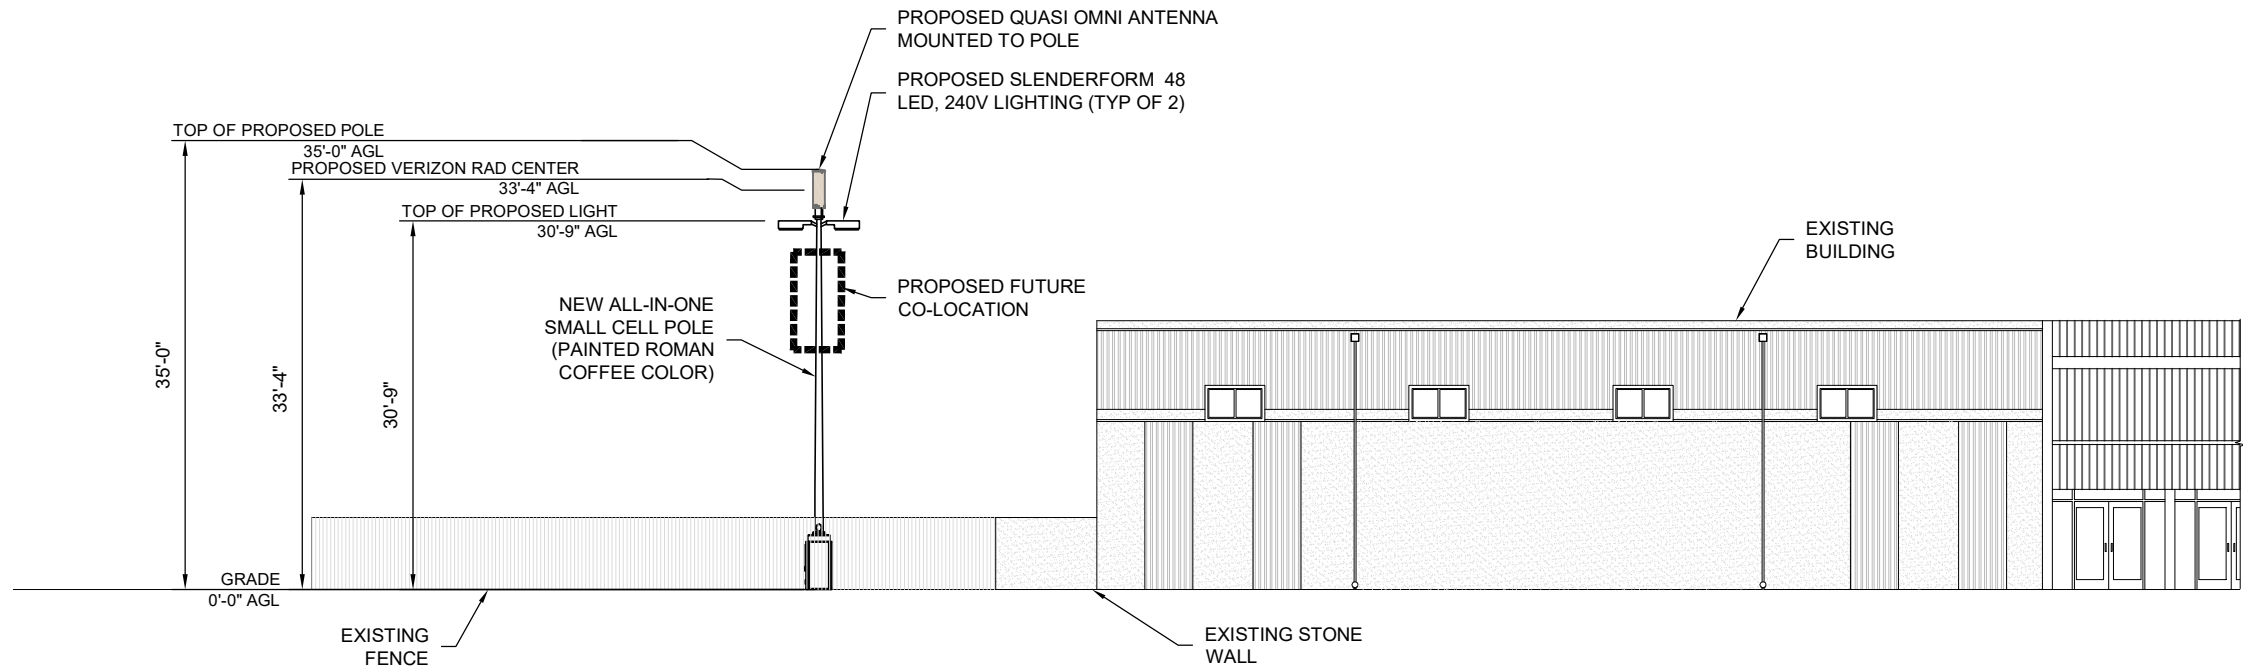 PROPOSED QUASI OMNI ANTENNA
MOUNTED TO POLE
PROPOSED SLENDERFORM 48
LED, 240V LIGHTING (TYP OF 2)
TOP OF PROPOSED POLE
35'-0" AGL
PROPOSED VERIZON RAD CENTER
33'-4" AGL
TOP OF PROPOSED LIGHT
30'-9" AGL
EXISTING
BUILDING
PROPOSED FUTURE
CO-LOCATION
NEW ALL-IN-ONE
SMALL CELL POLE
(PAINTED ROMAN
COFFEE COLOR)
35'-0"
33'-4"
30'-9"
GRADE
0'-0" AGL
EXISTING
FENCE
EXISTING STONE
WALL